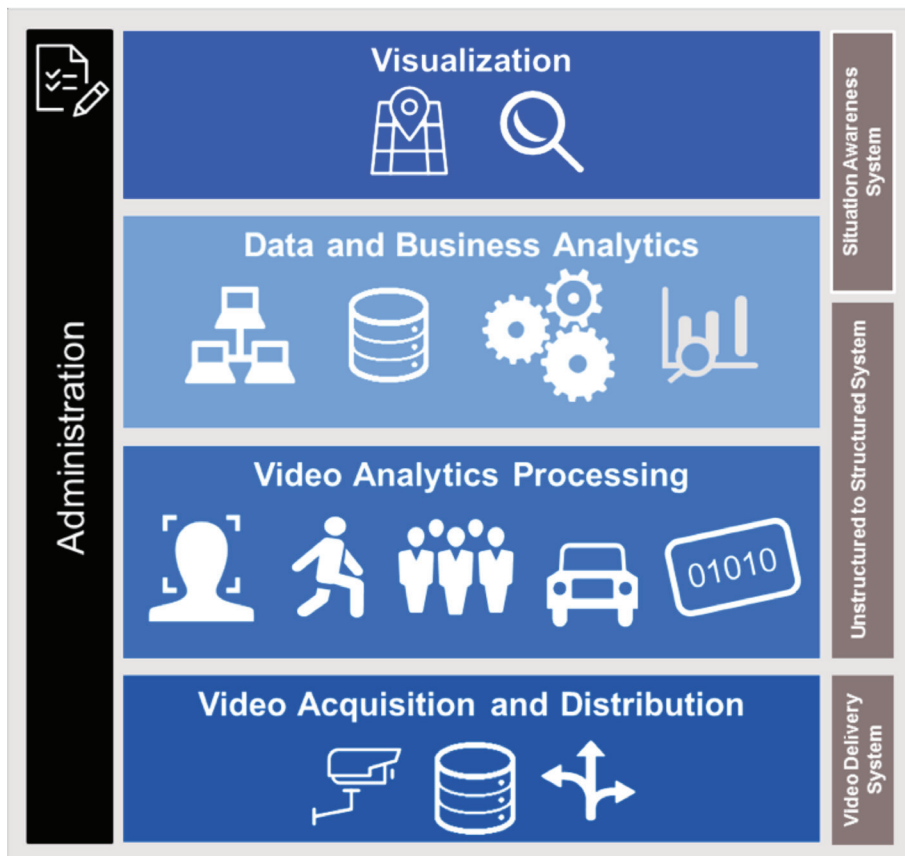 Administration
Visualization
Data and Business Analytics
Video Analytics Processing
01010
Video Acquisition and Distribution
Situation Awareness
System
Unstructured to Structured System
Video Delivery
System